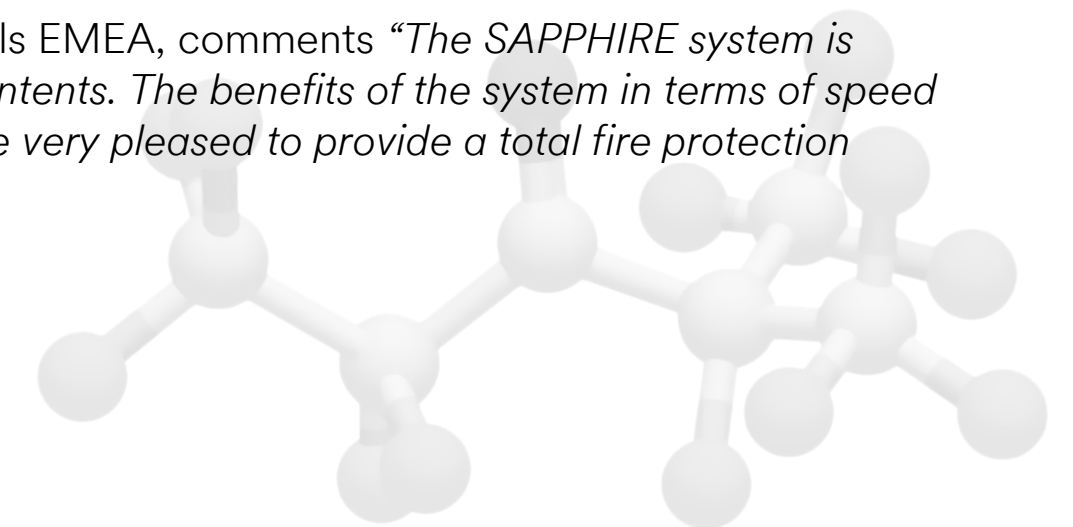 ls EMEA, comments “The SAPPHIRE system is
ntents. The benefits of the system in terms of speed
e very pleased to provide a total fire protection